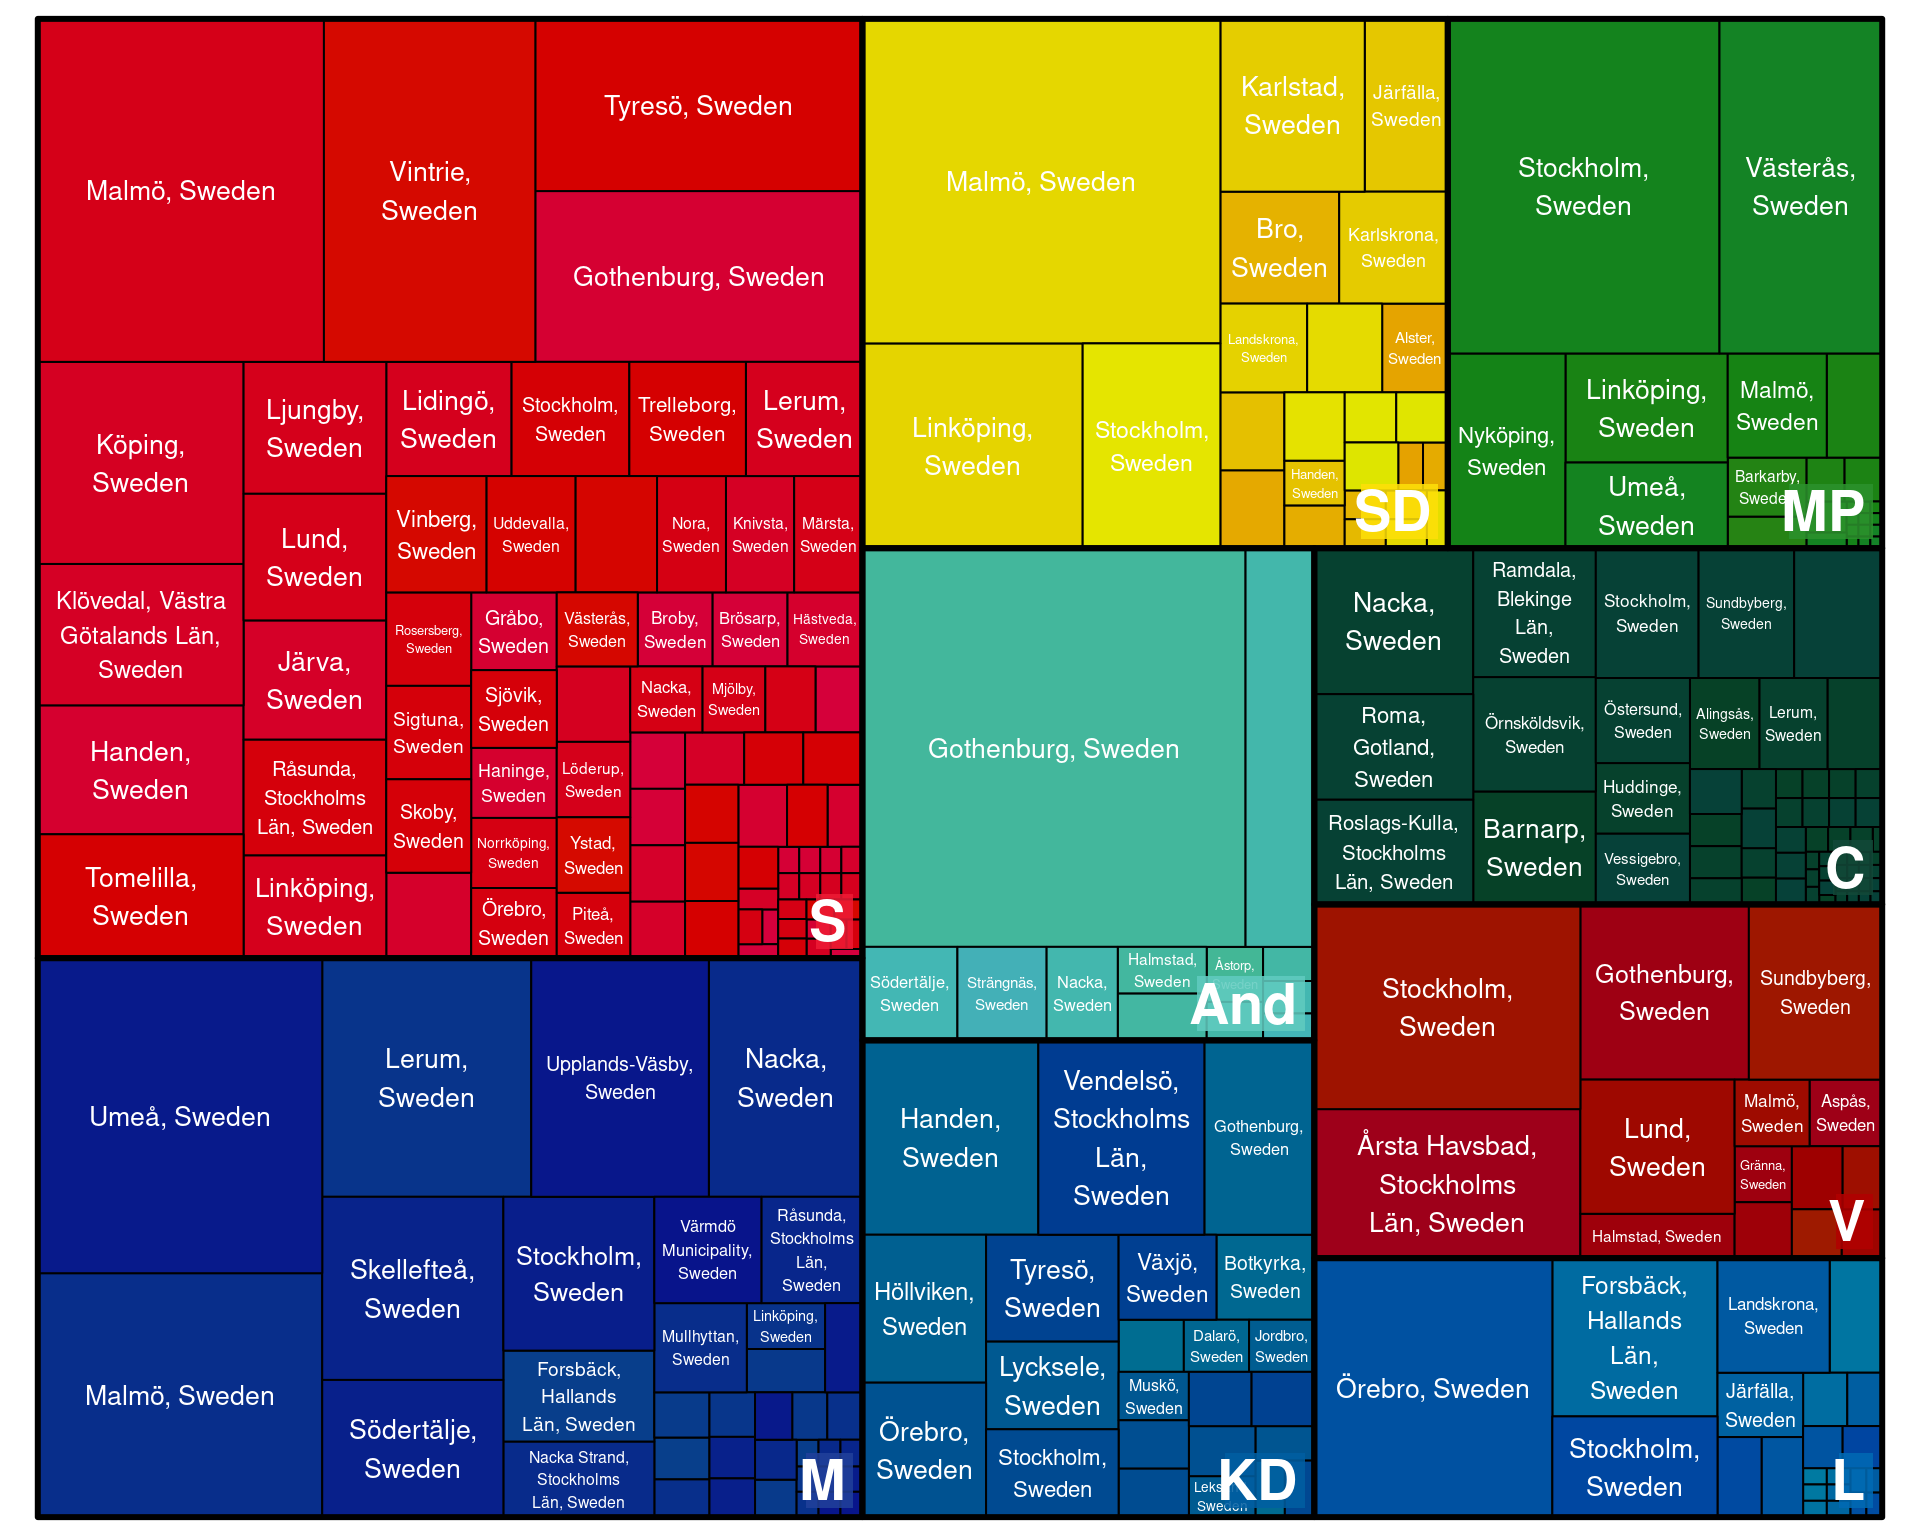 Malmö, Sweden
Vintrie,
Sweden
Tyresö, Sweden
Gothenburg, Sweden
Köping,
Sweden
Klövedal, Västra
Götalands Län,
Sweden
Handen,
Sweden
Tomelilla,
Sweden
Ljungby,
Sweden
Lund,
Sweden
Järva,
Sweden
Råsunda,
Stockholms
Län, Sweden
Linköping,
Sweden
Lidingö,
Sweden
Stockholm,
Sweden
Trelleborg,
Sweden
Lerum,
Sweden
Vinberg,
Sweden
Uddevalla,
Sweden
Nora,
Sweden
Knivsta,
Sweden
Märsta,
Sweden
Rosersberg,
Sweden
Sigtuna,
Sweden
Skoby,
Sweden
Gråbo,
Sweden
Sjövik,
Sweden
Haninge,
Sweden
Norrköping,
Sweden
Örebro,
Sweden
Västerås,
Sweden
Broby,
Sweden
Brösarp,
Sweden
Hästveda,
Sweden
Löderup,
Sweden
Ystad,
Sweden
Piteå,
Sweden
Nacka,
Sweden
Mjölby,
Sweden
S
Malmö, Sweden
Linköping,
Sweden
Stockholm,
Sweden
Karlstad,
Sweden
Järfälla,
Sweden
Bro,
Sweden
Karlskrona,
Sweden
Landskrona,
Sweden
Alster,
Sweden
Handen,
Sweden
SD
Stockholm,
Sweden
Västerås,
Sweden
Nyköping,
Sweden
Linköping,
Sweden
Umeå,
Sweden
Malmö,
Sweden
Barkarby,
Sweden
MP
Gothenburg, Sweden
Södertälje,
Sweden
Strängnäs,
Sweden
Nacka,
Sweden
Halmstad,
Sweden
Åstorp,
Sweden
And
Nacka,
Sweden
Roma,
Gotland,
Sweden
Roslags-Kulla,
Stockholms
Län, Sweden
Ramdala,
Blekinge
Län,
Sweden
Örnsköldsvik,
Sweden
Barnarp,
Sweden
Stockholm,
Sweden
Sundbyberg,
Sweden
Östersund,
Sweden
Huddinge,
Sweden
Vessigebro,
Sweden
Alingsås,
Sweden
Lerum,
Sweden
C
Umeå, Sweden
Malmö, Sweden
Lerum,
Sweden
Upplands-Väsby,
Sweden
Nacka,
Sweden
Skellefteå,
Sweden
Södertälje,
Sweden
Stockholm,
Sweden
Forsbäck,
Hallands
Län, Sweden
Nacka Strand,
Stockholms
Län, Sweden
Värmdö
Municipality,
Sweden
Råsunda,
Stockholms
Län,
Sweden
Mullhyttan,
Sweden
Linköping,
Sweden
M
Handen,
Sweden
Vendelsö,
Stockholms
Län,
Sweden
Gothenburg,
Sweden
Höllviken,
Sweden
Örebro,
Sweden
Tyresö,
Sweden
Lycksele,
Sweden
Stockholm,
Sweden
Växjö,
Sweden
Botkyrka,
Sweden
Dalarö,
Sweden
Jordbro,
Sweden
Muskö,
Sweden
Sweden
KD
Stockholm,
Sweden
Årsta Havsbad,
Stockholms
Län, Sweden
Gothenburg,
Sweden
Sundbyberg,
Sweden
Lund,
Sweden
Halmstad, Sweden
Malmö,
Sweden
Aspås,
Sweden
Gränna,
Sweden
V
Örebro, Sweden
Forsbäck,
Hallands
Län,
Sweden
Stockholm,
Sweden
Landskrona,
Sweden
Järfälla,
Sweden
L